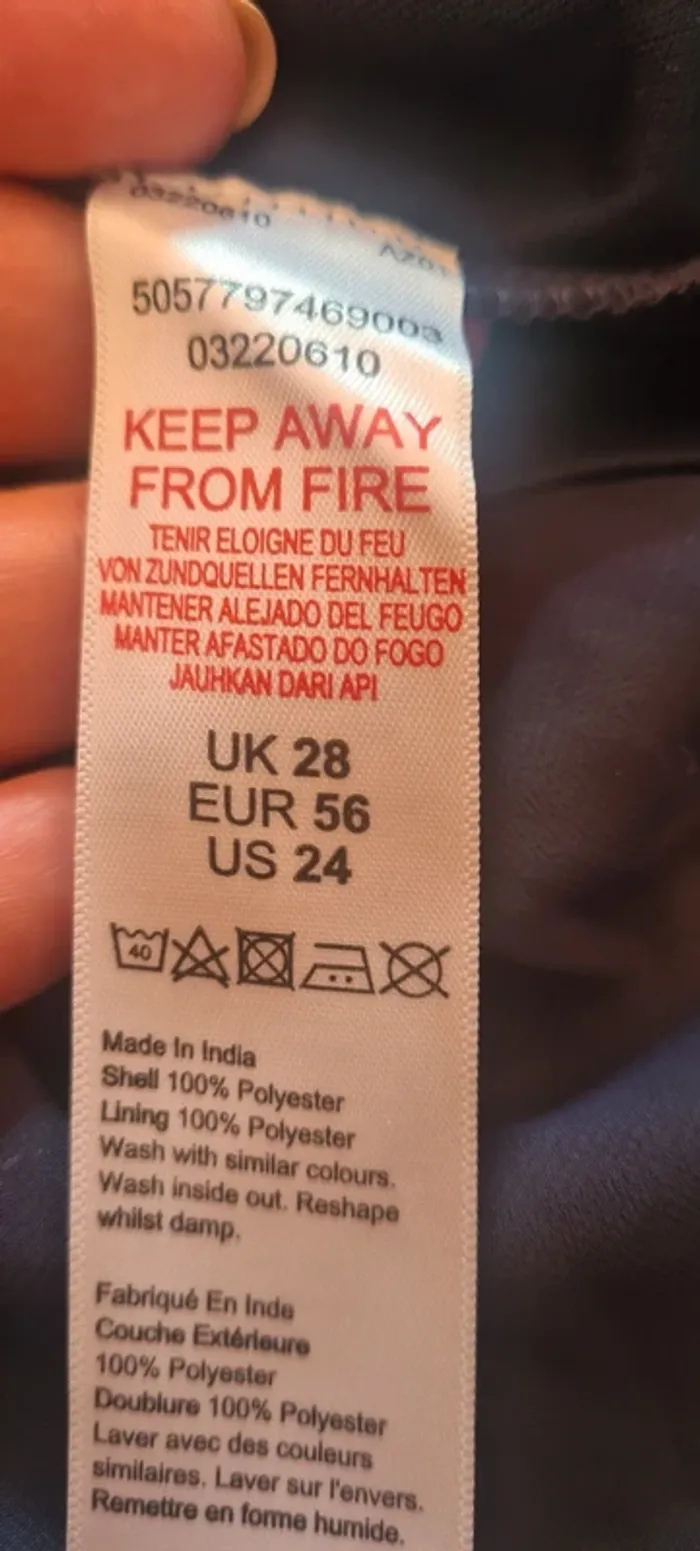 03220610
5057797469003
03220610
KEEP AWAY
FROM FIRE
TENIR ELOIGNE DU FEU
VON ZUNDQUELLEN FERNHALTEN
MANTENER ALEJADO DEL FEUGO
MANTER AFASTADO DO FOGO
JAUHKAN DARI API
UK 28
EUR 56
US 24
40
Made In India
Shell 100% Polyester
Lining 100% Polyester
Wash with similar colours.
Wash inside out. Reshape
whilst damp.
Fabriqué En Inde
Couche Extérieure
100% Polyester
Doublure 100% Polyester
Laver avec des couleurs
similaires. Laver sur l'envers.
Remettre en forme humide.